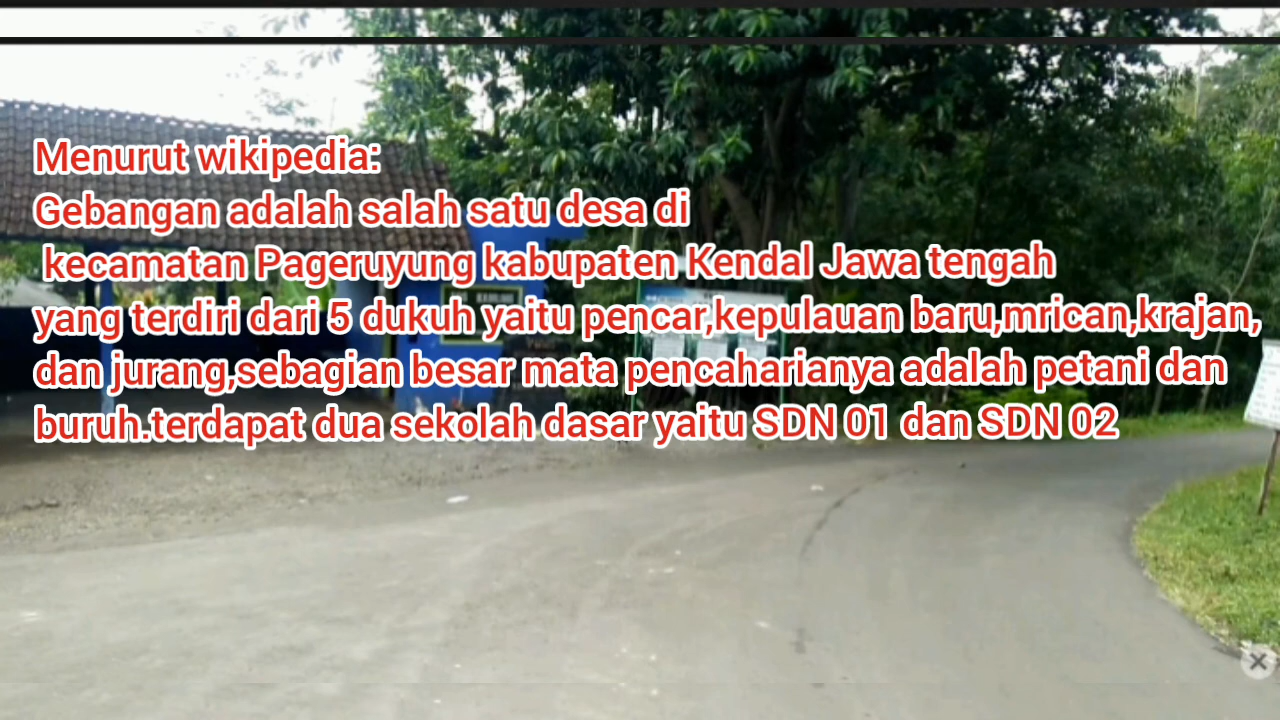 Menurut wikipedia:
Gebangan adalah salah satu desa di
kecamatan Pageruyung kabupaten Kendal Jawa tengah
yang terdiri dari 5 dukuh yaitu pencar,kepulauan baru,mrican,krajan,
dan jurang,sebagian besar mata pencaharianya adalah petani dan
buruh.terdapat dua sekolah dasar yaitu SDN 01 dan SDN 02